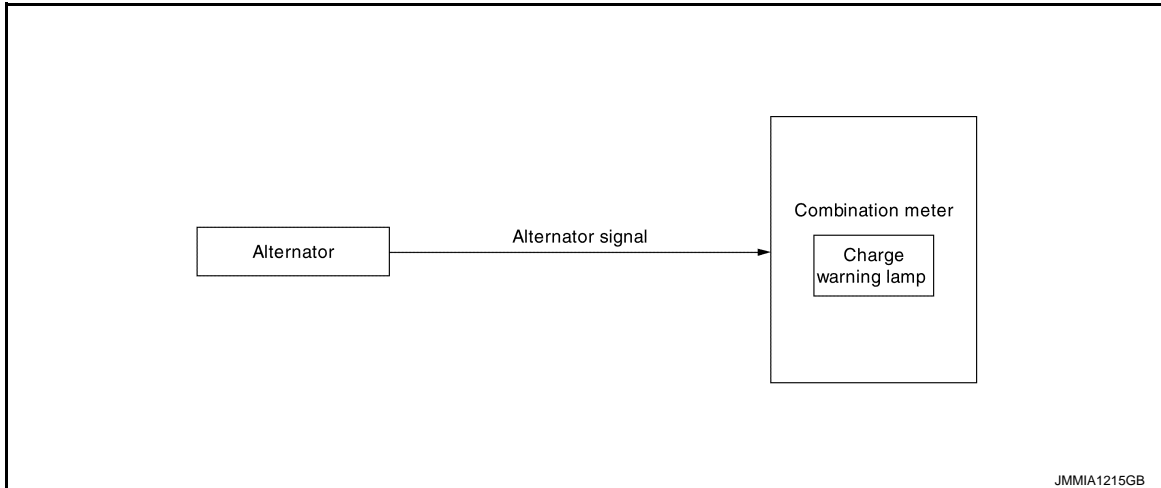 Combination meter
Alternator signal
Alternator
Charge
warning lamp
JMMIA1215GB